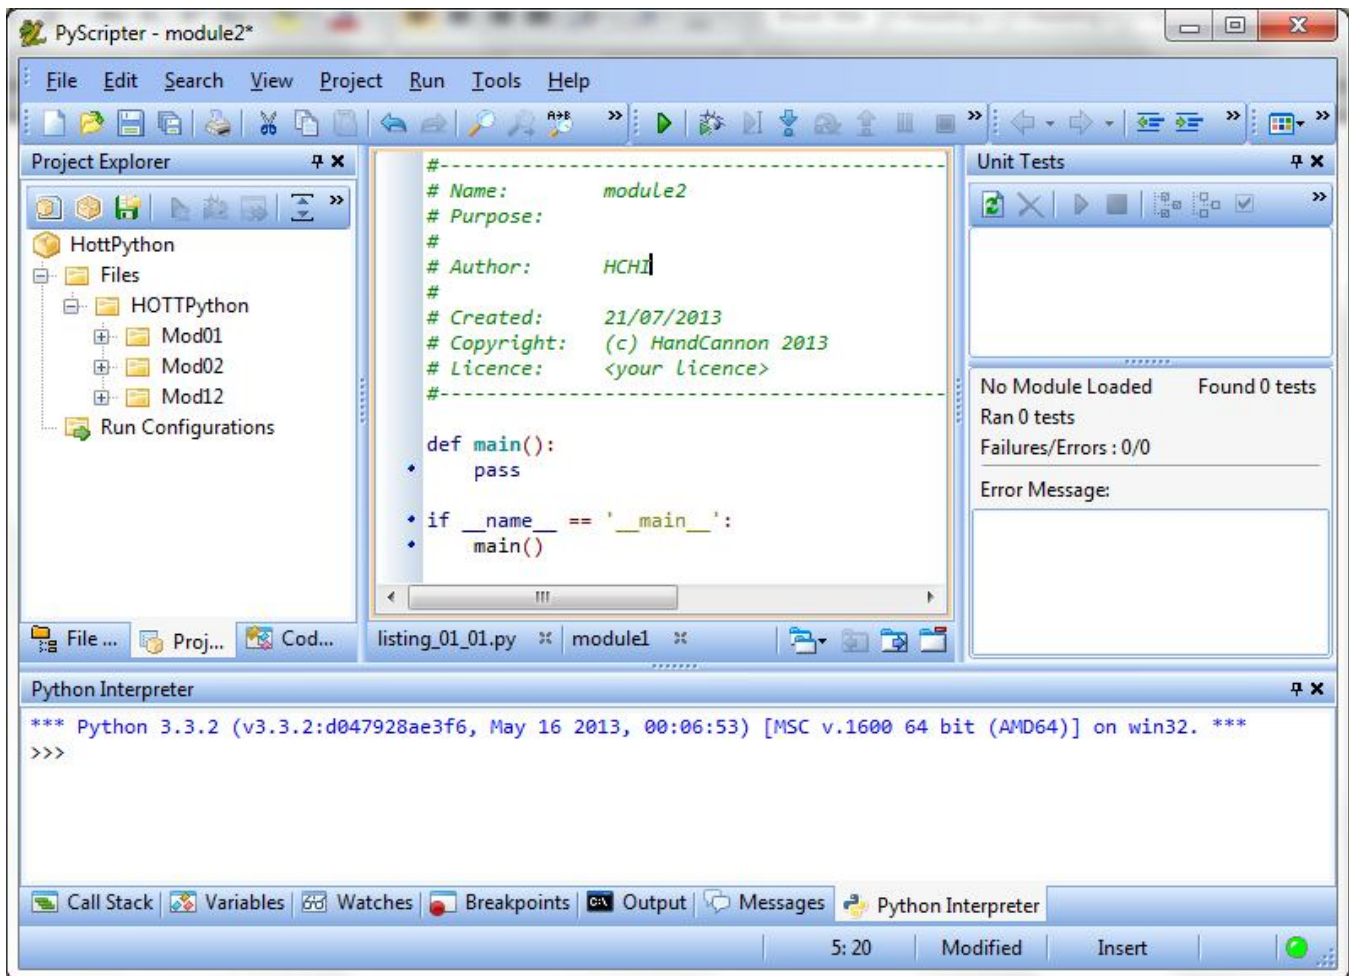 PyScripter - module2*
File Edit Search View Project Run Tools Help
Project Explorer
HottPython
Files
HOTTPython
Mod01
Mod02
Mod12
Run Configurations
File ... Proj... Cod...
#-------------------------------------------
# Name: module2
# Purpose:
#
# Author: HCHI
#
# Created: 21/07/2013
# Copyright: (c) HandCannon 2013
# Licence: <your licence>
#-------------------------------------------
def main():
pass
if __name__ == '__main__':
main()
listing_01_01.py module1
Unit Tests
No Module Loaded Found 0 tests
Ran 0 tests
Failures/Errors : 0/0
Error Message:
Python Interpreter
*** Python 3.3.2 (v3.3.2:d047928ae3f6, May 16 2013, 00:06:53) [MSC v.1600 64 bit (AMD64)] on win32. ***
>>>
Call Stack Variables Watches Breakpoints Output Messages Python Interpreter
5: 20 Modified Insert